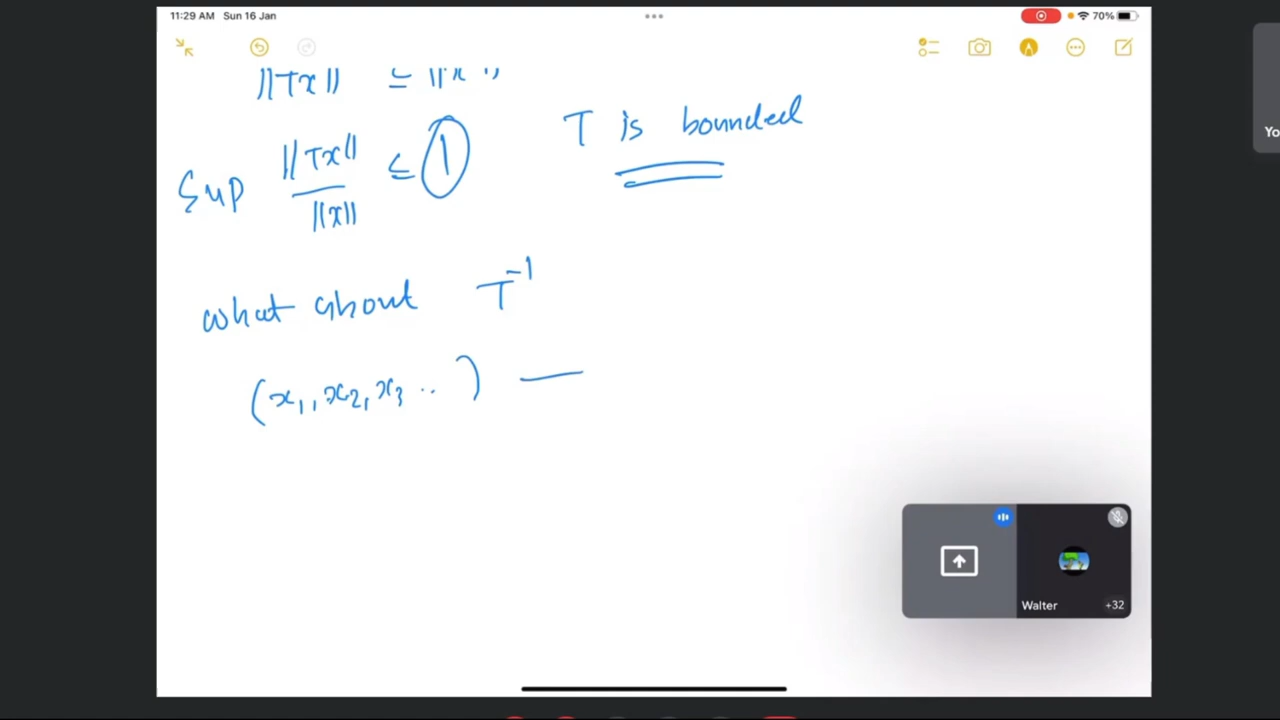 11:29 AM Sun 16 Jan
70%
||Tx|| ≤ ||x||
Sup ||Tx|| / ||x|| ≤ 1
T is bounded
what about T⁻¹
(x₁, x₂, x₃ .. ) —
Yo
Walter +32